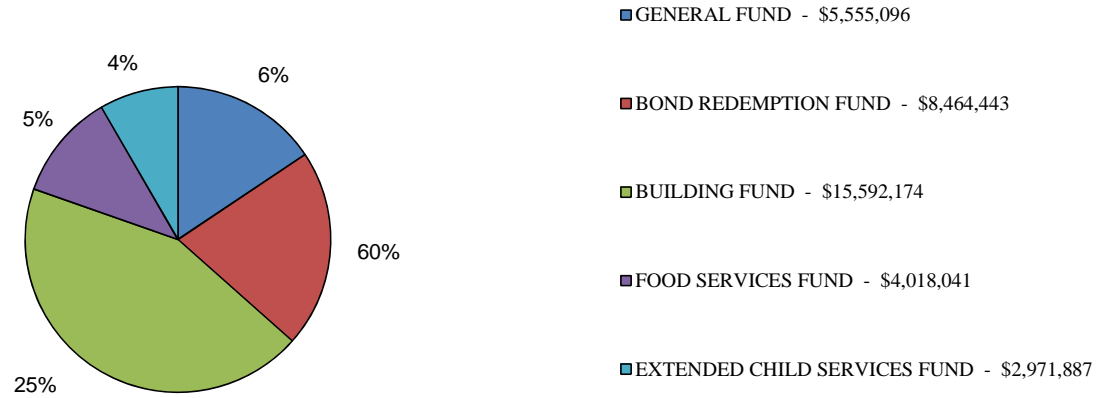 4%
6%
5%
60%
25%
GENERAL FUND - $5,555,096
BOND REDEMPTION FUND - $8,464,443
BUILDING FUND - $15,592,174
FOOD SERVICES FUND - $4,018,041
EXTENDED CHILD SERVICES FUND - $2,971,887